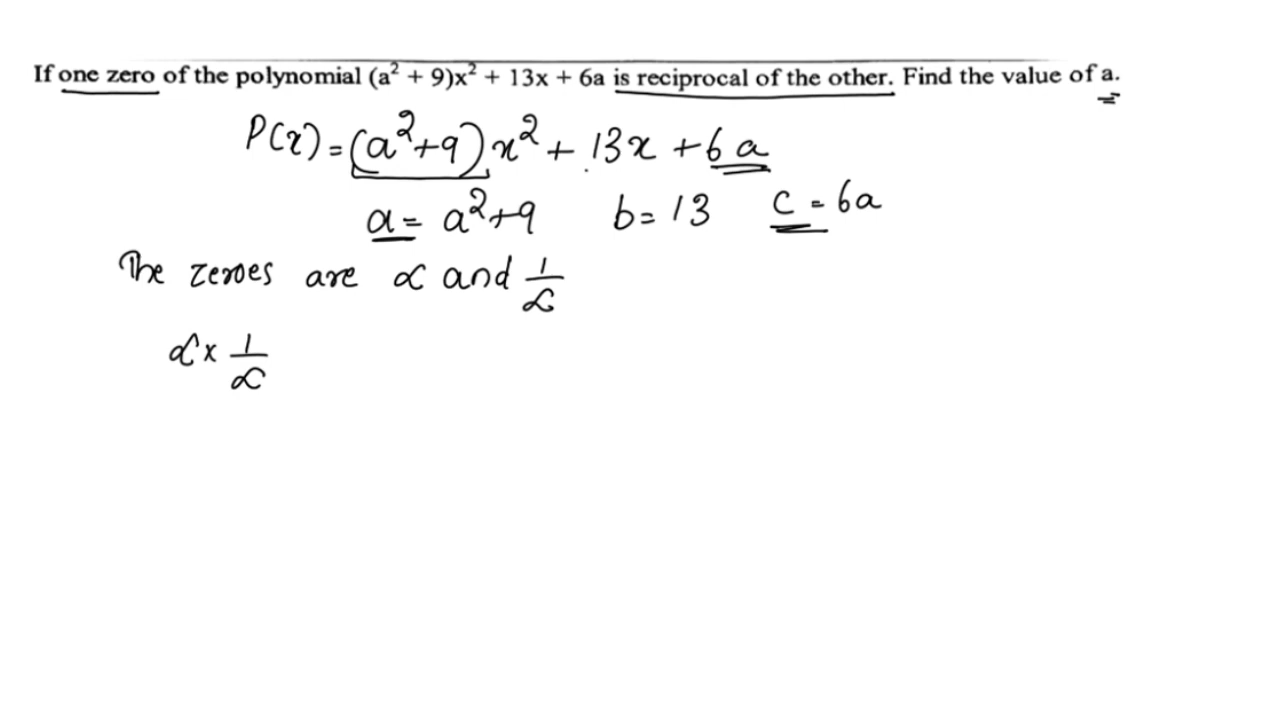 If one zero of the polynomial (a² + 9)x² + 13x + 6a is reciprocal of the other. Find the value of a.
P(x) = (a²+9)x² + 13x + 6a
a = a²+9 b = 13 c = 6a
The zeroes are α and 1/α
α × 1/α